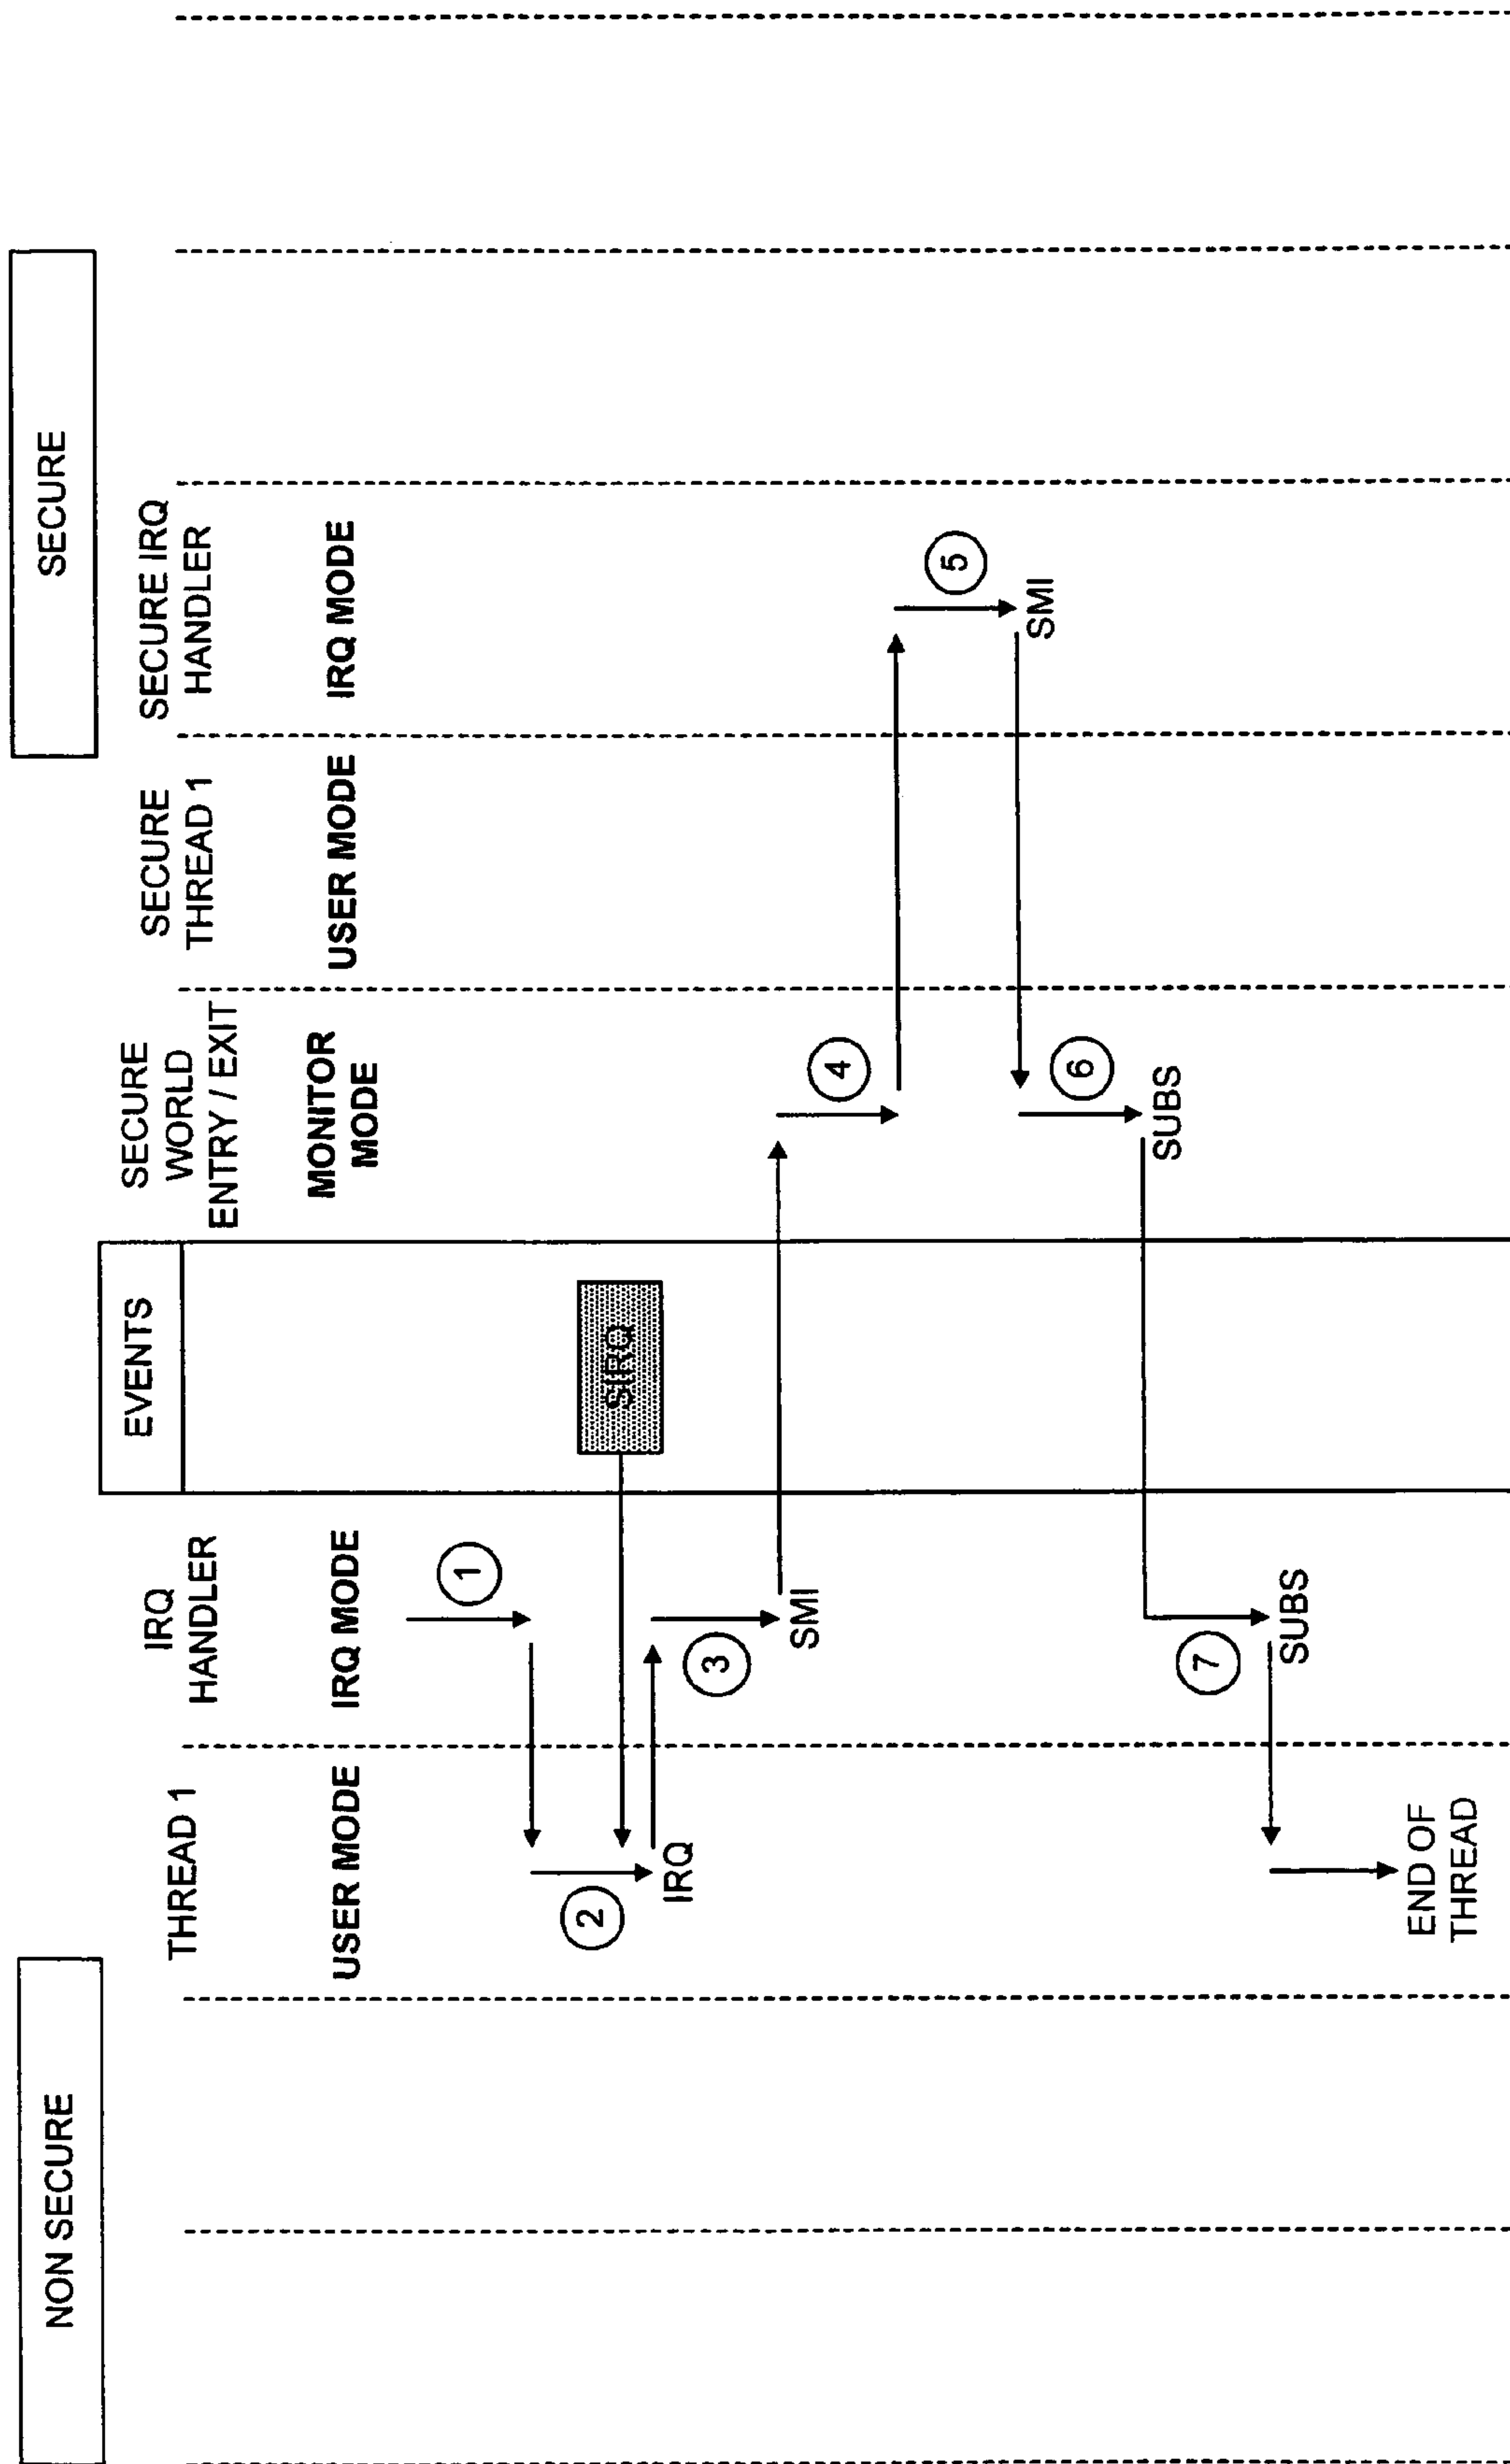 NON SECURE
SECURE
EVENTS
THREAD 1
IRQ
HANDLER
SECURE
WORLD
ENTRY / EXIT
SECURE
THREAD 1
SECURE IRQ
HANDLER
USER MODE
IRQ MODE
MONITOR
MODE
USER MODE
IRQ MODE
1
2
SIRQ
IRQ
3
SMI
4
5
SMI
6
SUBS
7
SUBS
END OF
THREAD